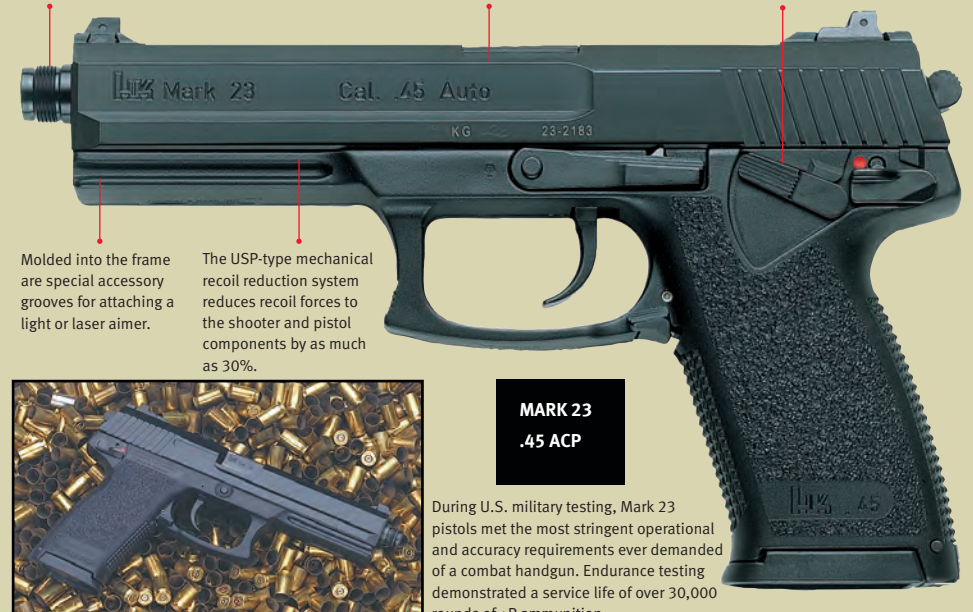 HK Mark 23 Cal. .45 Auto
KG 23-2183
Molded into the frame
are special accessory
grooves for attaching a
light or laser aimer.
The USP-type mechanical
recoil reduction system
reduces recoil forces to
the shooter and pistol
components by as much
as 30%.
MARK 23
.45 ACP
HK .45
During U.S. military testing, Mark 23
pistols met the most stringent operational
and accuracy requirements ever demanded
of a combat handgun. Endurance testing
demonstrated a service life of over 30,000
rounds of +P ammunition